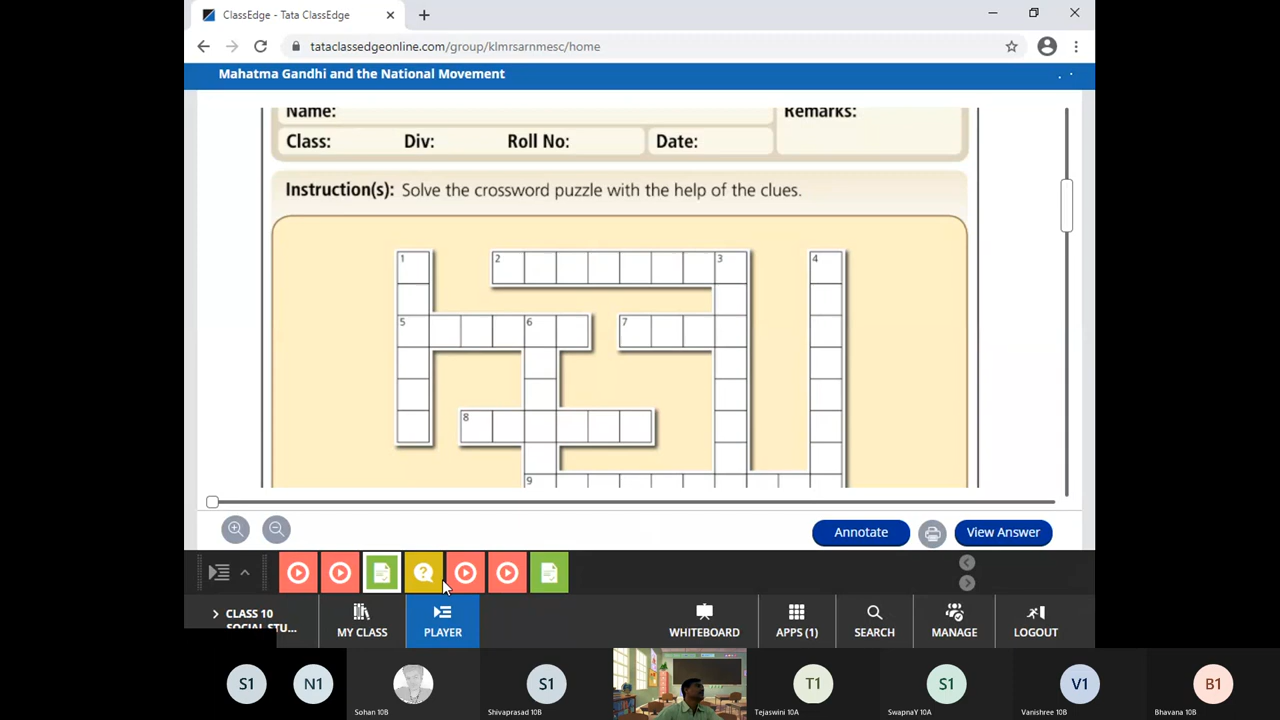 ClassEdge - Tata ClassEdge
tataclassedgeonline.com/group/klmrsarnmesc/home
Mahatma Gandhi and the National Movement
Name: Remarks:
Class: Div: Roll No: Date:
Instruction(s): Solve the crossword puzzle with the help of the clues.
1 2 3 4
5 6 7
8
9
Annotate View Answer
CLASS 10
SOCIAL STU...
MY CLASS PLAYER WHITEBOARD APPS (1) SEARCH MANAGE LOGOUT
S1 N1 S1 T1 S1 V1 B1
Sohan 10B Shivaprasad 10B Tejaswini 10A SwapnaY 10A Vanishree 10B Bhavana 10B